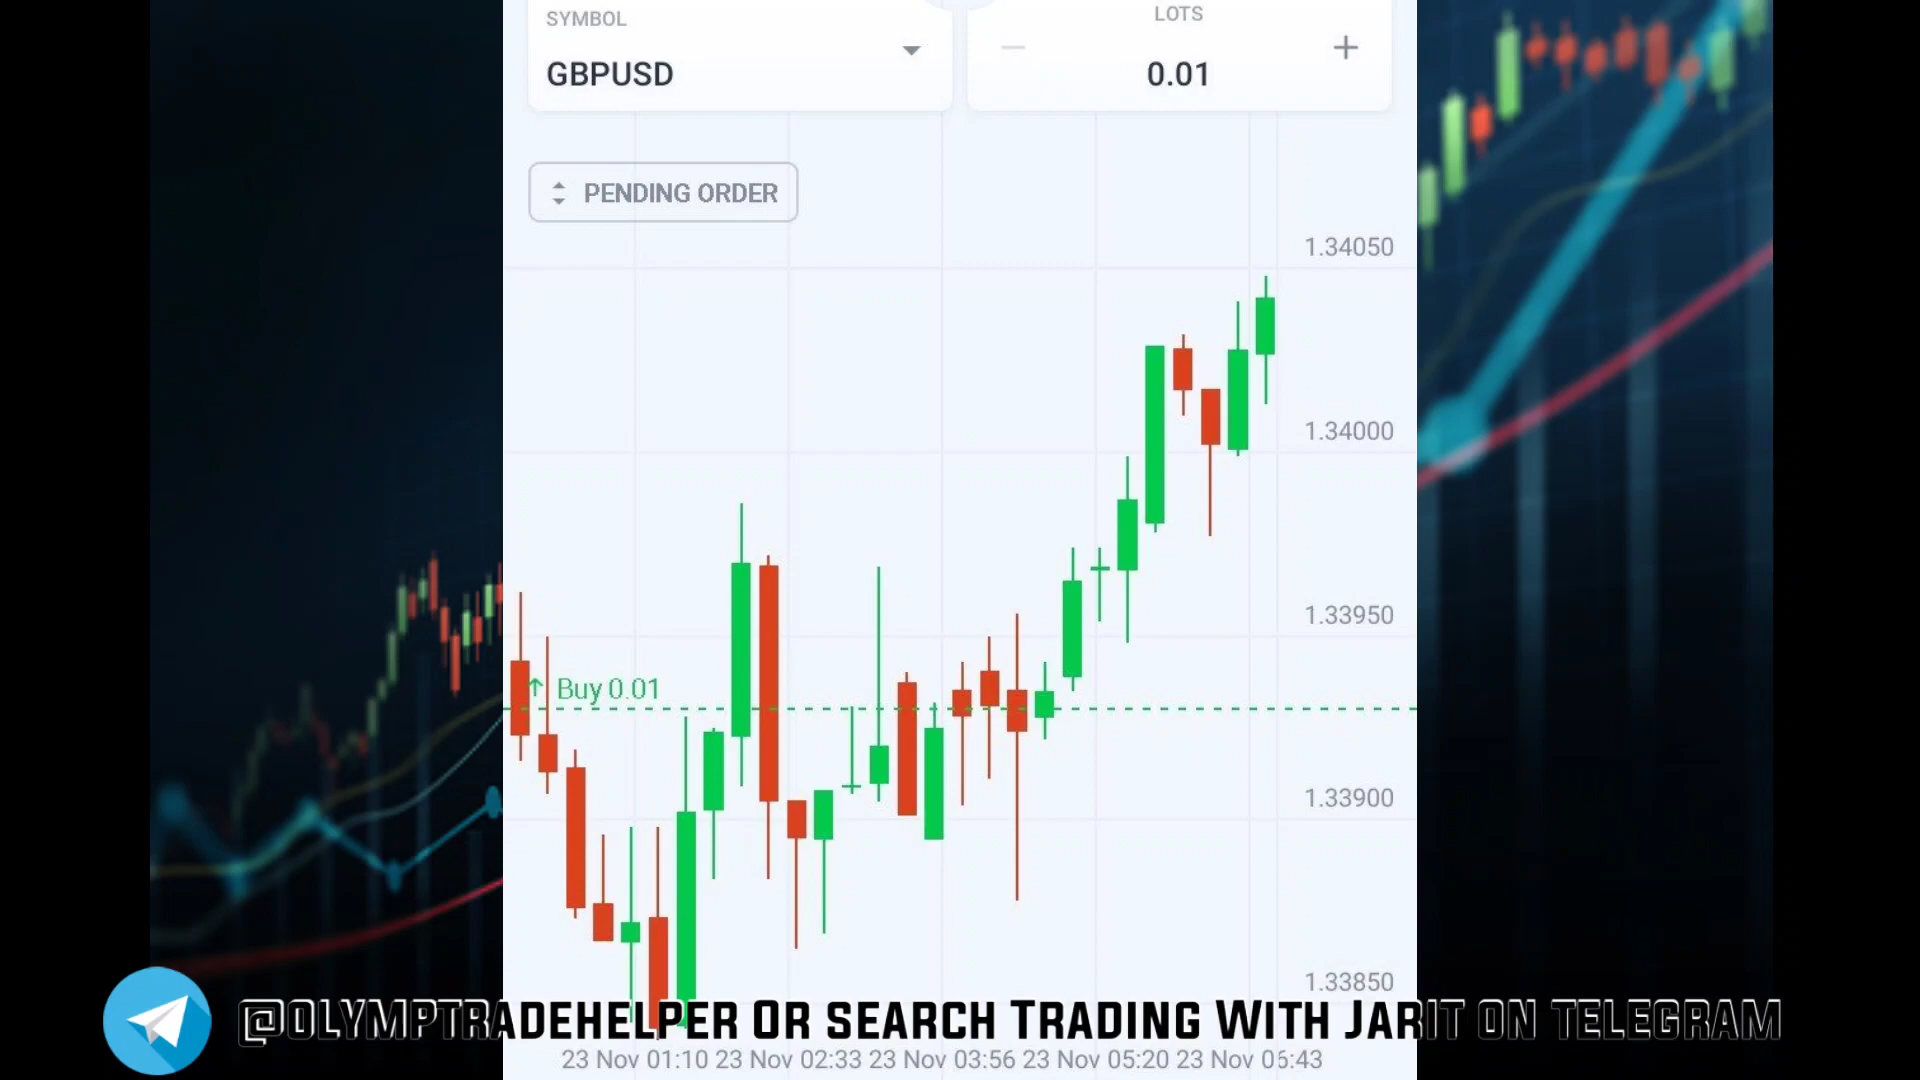 SYMBOL
GBPUSD
LOTS
0.01
PENDING ORDER
1.34050
1.34000
1.33950
Buy 0.01
1.33900
1.33850
@OLYMPTRADEHELPER OR SEARCH TRADING WITH JARIT ON TELEGRAM
23 Nov 01:10 23 Nov 02:33 23 Nov 03:56 23 Nov 05:20 23 Nov 06:43